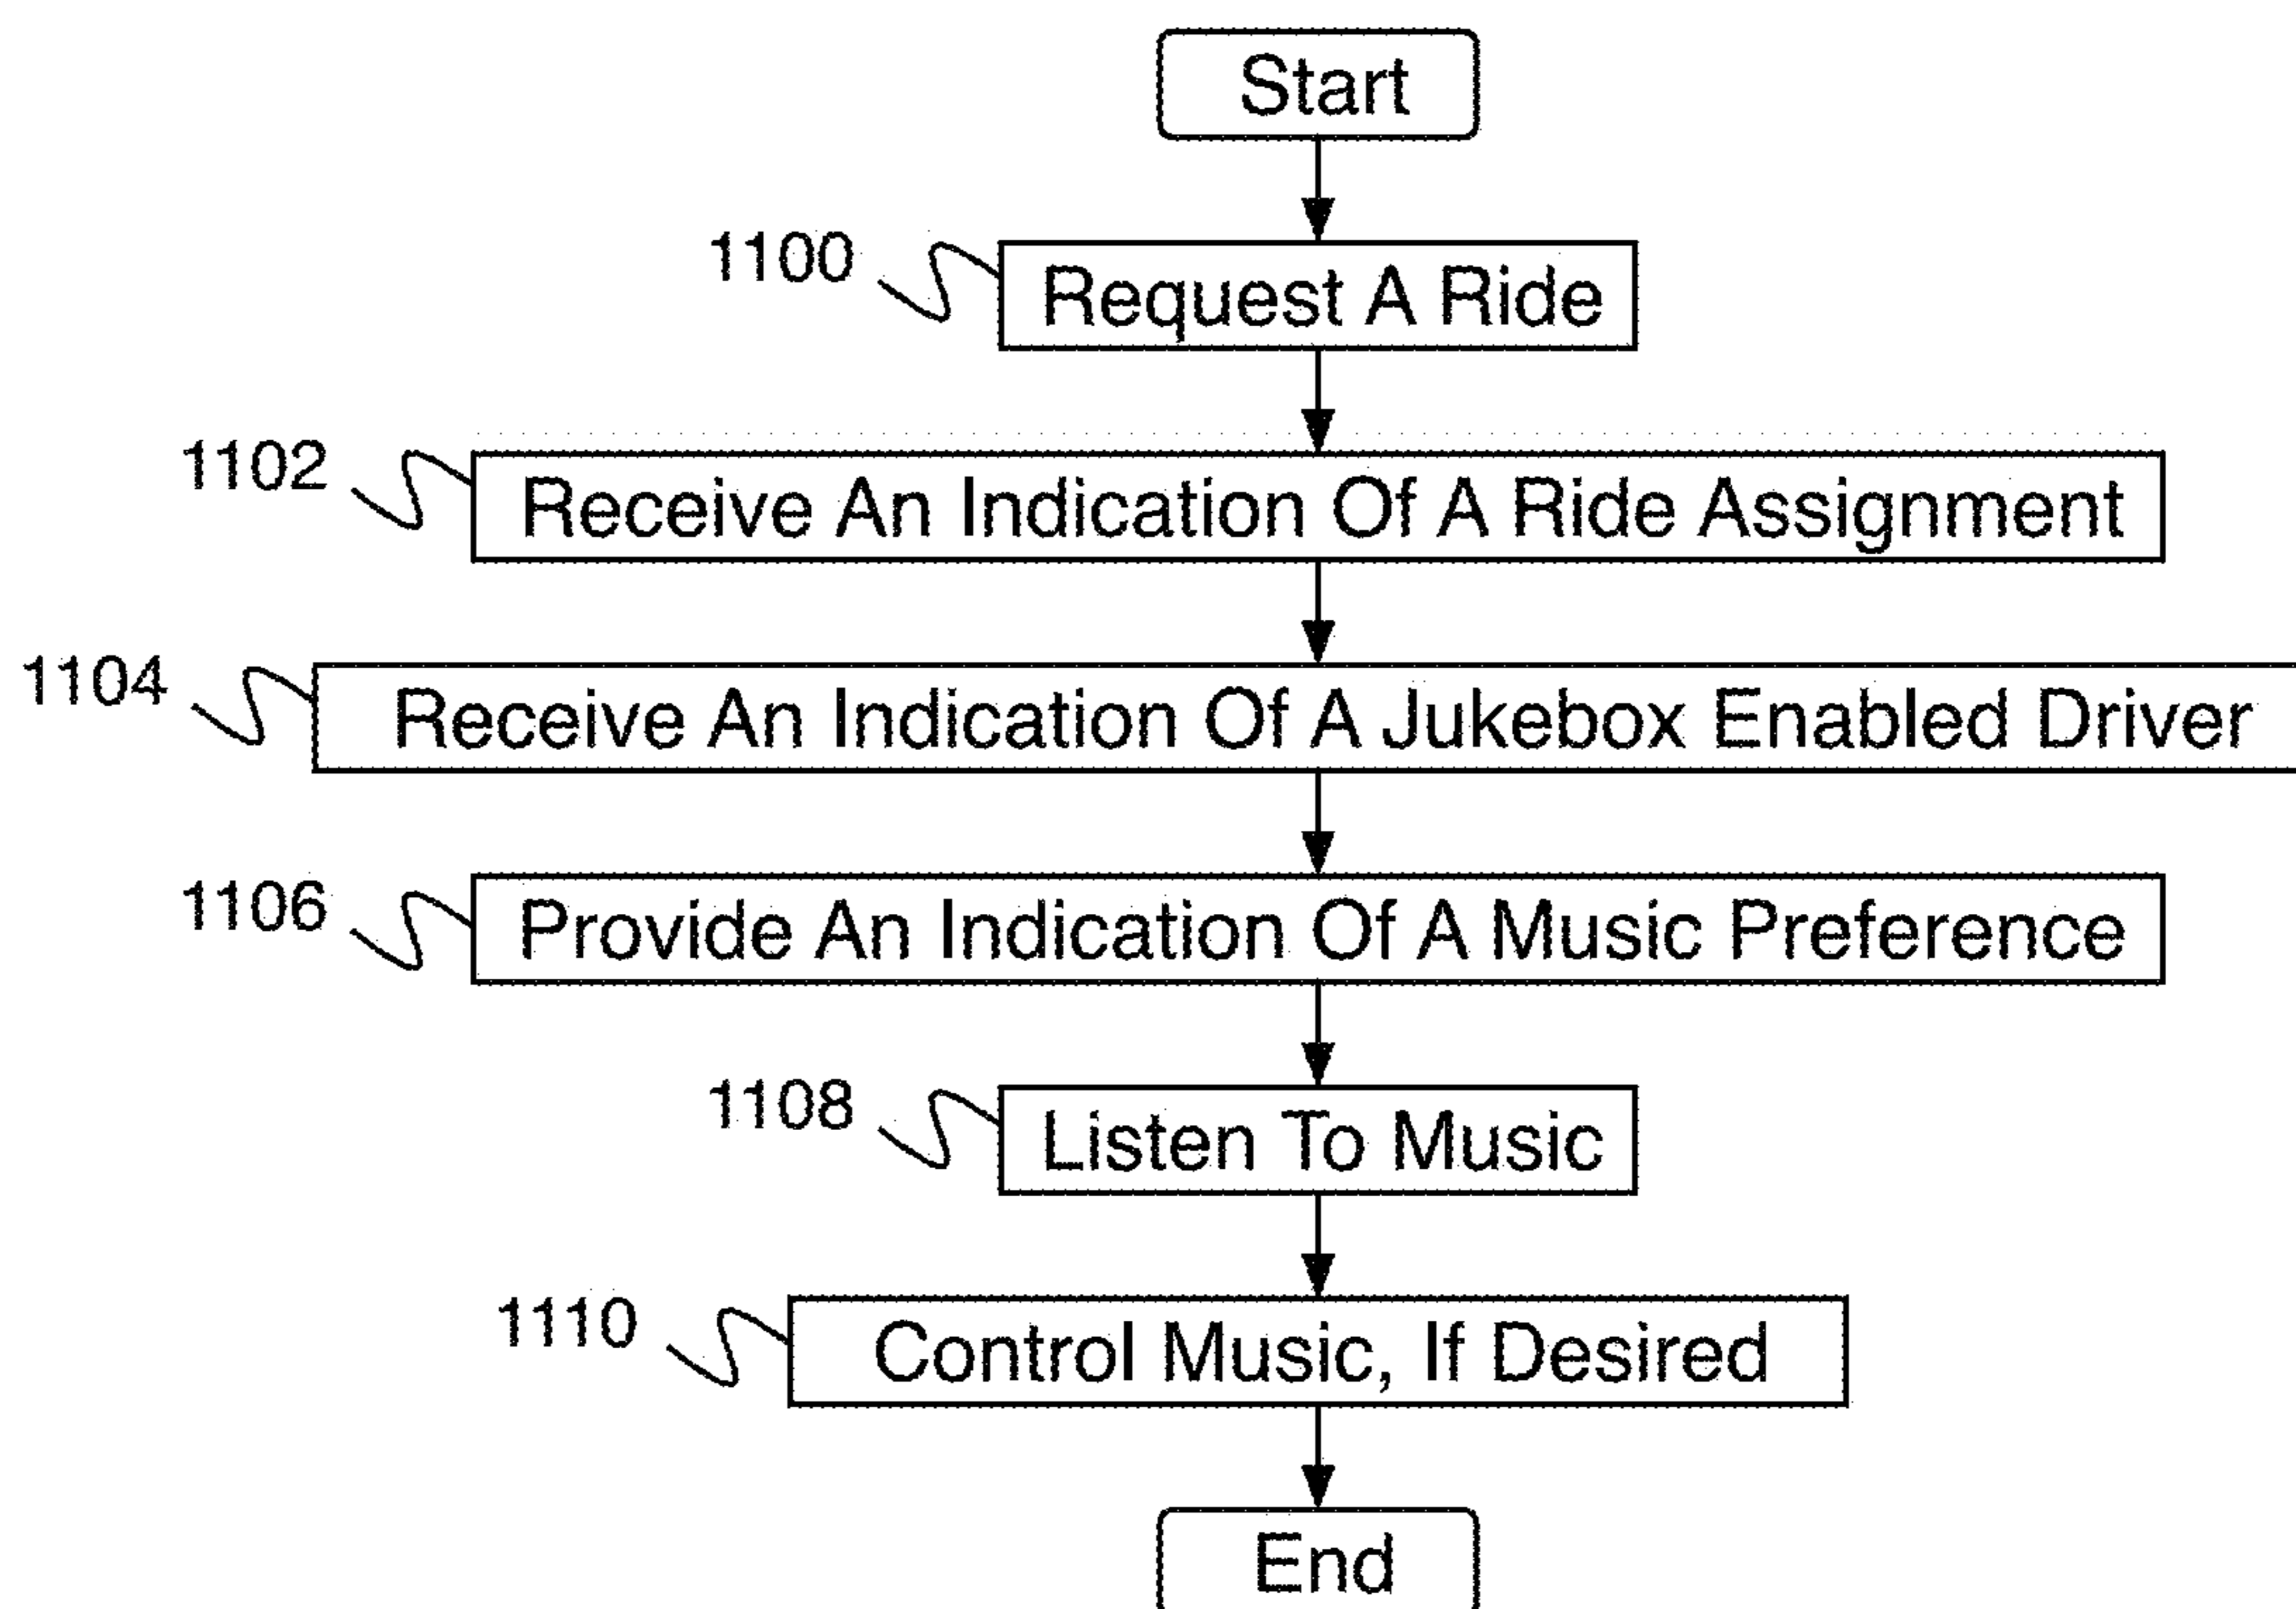 Start
1100
Request A Ride
1102
Receive An Indication Of A Ride Assignment
1104
Receive An Indication Of A Jukebox Enabled Driver
1106
Provide An Indication Of A Music Preference
1108
Listen To Music
1110
Control Music, If Desired
End